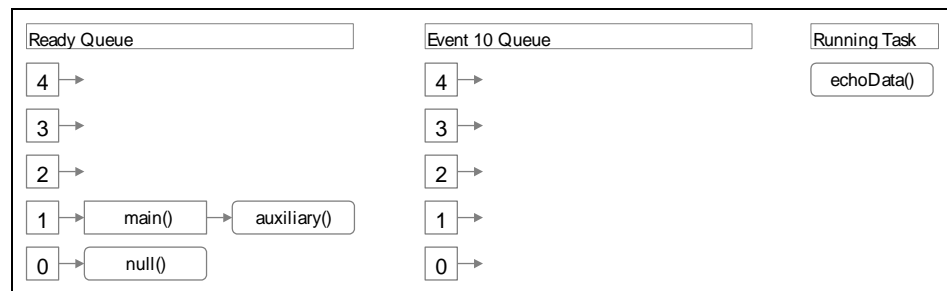 Ready Queue Event 10 Queue Running Task
4 4 echoData()
3 3
2 2
1 main() auxiliary() 1
0 null() 0